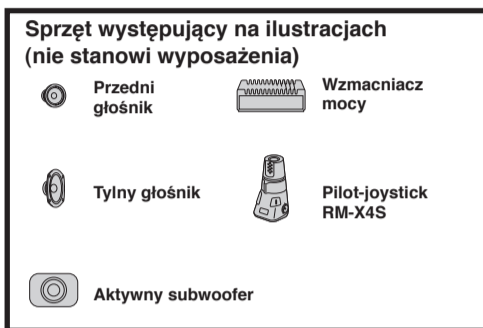 Sprzęt występujący na ilustracjach
(nie stanowi wyposażenia)
Przedni
głośnik
Wzmacniacz
mocy
Tylny głośnik
Pilot-joystick
RM-X4S
Aktywny subwoofer